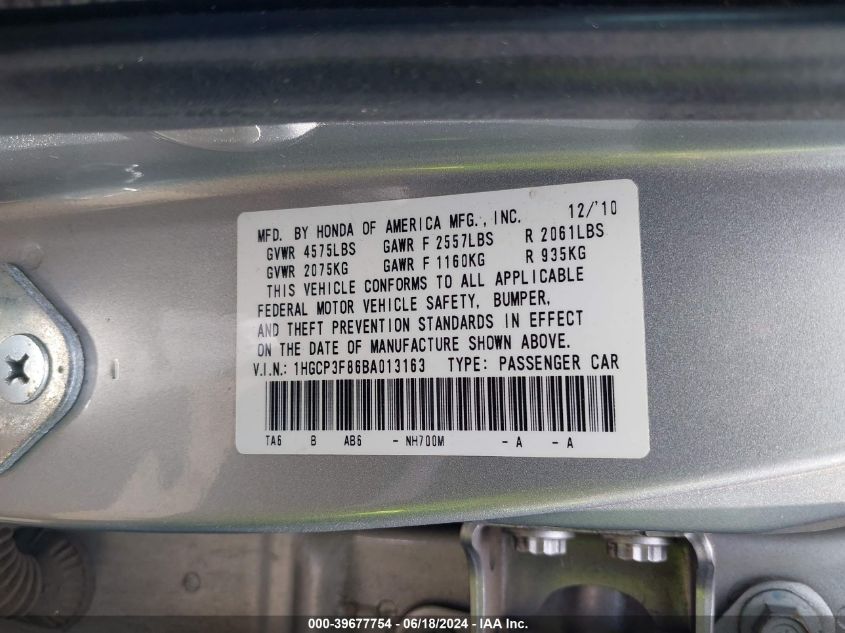 MFD. BY HONDA OF AMERICA MFG., INC. 12/'10
GVWR 4575LBS GAWR F 2557LBS R 2061LBS
GVWR 2075KG GAWR F 1160KG R 935KG
THIS VEHICLE CONFORMS TO ALL APPLICABLE
FEDERAL MOTOR VEHICLE SAFETY, BUMPER,
AND THEFT PREVENTION STANDARDS IN EFFECT
ON THE DATE OF MANUFACTURE SHOWN ABOVE.
V.I.N.: 1HGCP3F86BA013163 TYPE: PASSENGER CAR
TA6 B AB6 - NH700M - A - A
000-39677754 / 06/18/2024 - IAA Inc.